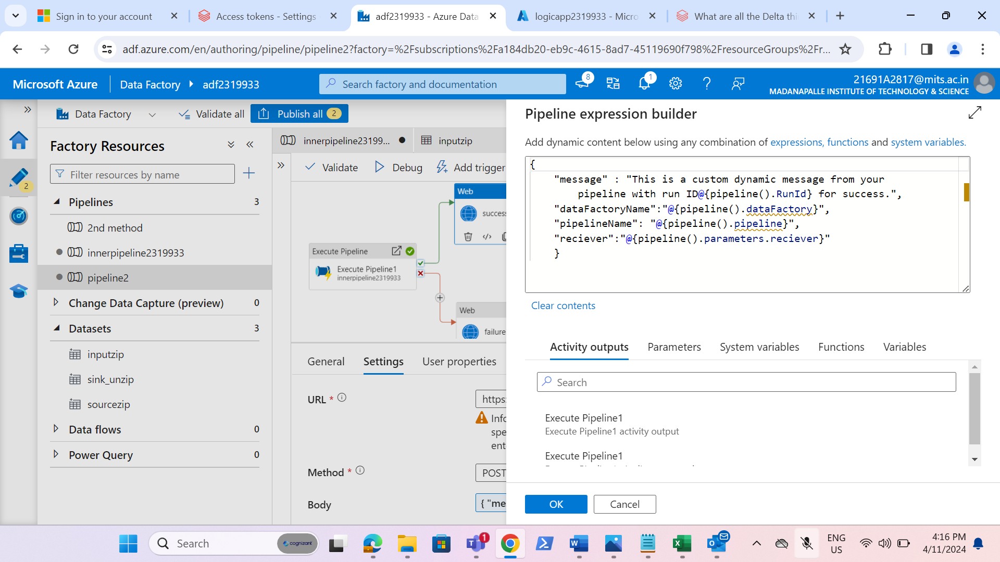 Sign in to your account
Access tokens - Settings
adf2319933 - Azure Data
logicapp2319933 - Micro
What are all the Delta thi
adf.azure.com/en/authoring/pipeline/pipeline2?factory=%2Fsubscriptions%2Fa184db20-eb9c-4615-8ad7-45119690f798%2FresourceGroups%2Fr...
Microsoft Azure
Data Factory
adf2319933
Search factory and documentation
8
1
21691A2817@mits.ac.in
MADANAPALLE INSTITUTE OF TECHNOLOGY & SCIENCE
Data Factory
Validate all
Publish all 2
Factory Resources
Filter resources by name
2
Pipelines 3
2nd method
innerpipeline2319933
pipeline2
Change Data Capture (preview) 0
Datasets 3
inputzip
sink_unzip
sourcezip
Data flows 0
Power Query 0
innerpipeline23199...
inputzip
Validate
Debug
Add trigger
Web
success
Execute Pipeline
Execute Pipeline1
innerpipeline2319933
Web
failure
General
Settings
User properties
URL *
https:
Info
spe
ent
Method *
POST
Body
{ "me
Pipeline expression builder
Add dynamic content below using any combination of expressions, functions and system variables.
{
"message" : "This is a custom dynamic message from your
pipeline with run ID@{pipeline().RunId} for success.",
"dataFactoryName":"@{pipeline().dataFactory}",
"pipelineName": "@{pipeline().pipeline}",
"reciever":"@{pipeline().parameters.reciever}"
}
Clear contents
Activity outputs
Parameters
System variables
Functions
Variables
Search
Execute Pipeline1
Execute Pipeline1 activity output
Execute Pipeline1
OK
Cancel
Search
cognizant
1
ENG
US
4:16 PM
4/11/2024